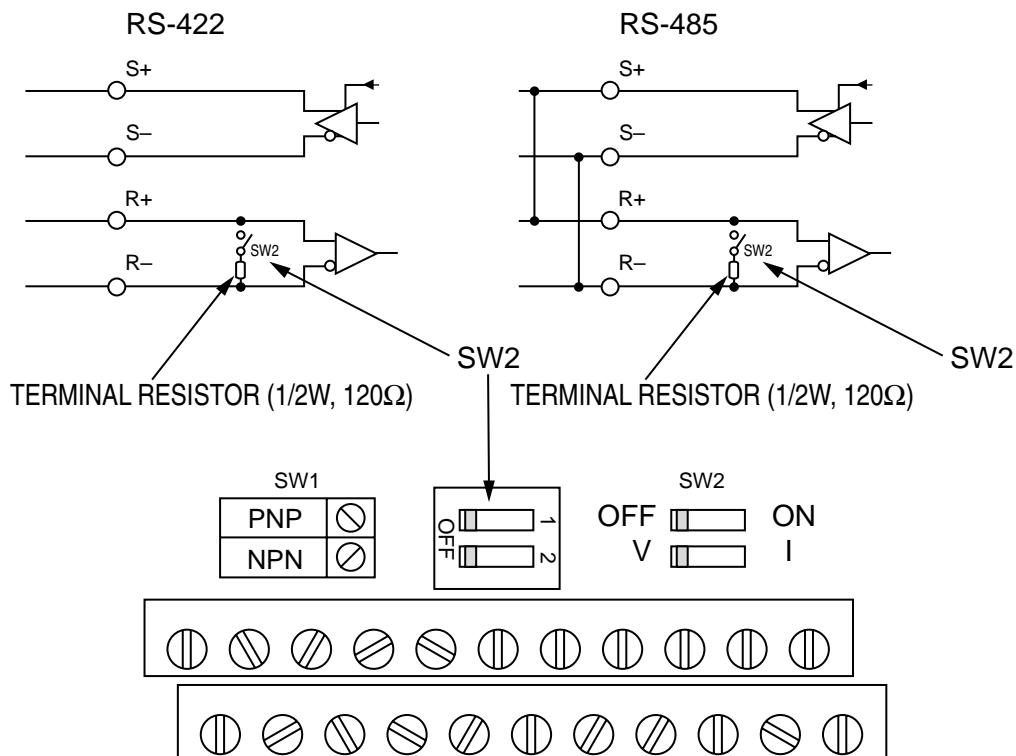 RS-422
RS-485
S+
S–
R+
SW2
R–
S+
S–
R+
SW2
R–
SW2
SW2
TERMINAL RESISTOR (1/2W, 120Ω)
TERMINAL RESISTOR (1/2W, 120Ω)
SW1
PNP
NPN
OFF
1
2
SW2
OFF ON
V I